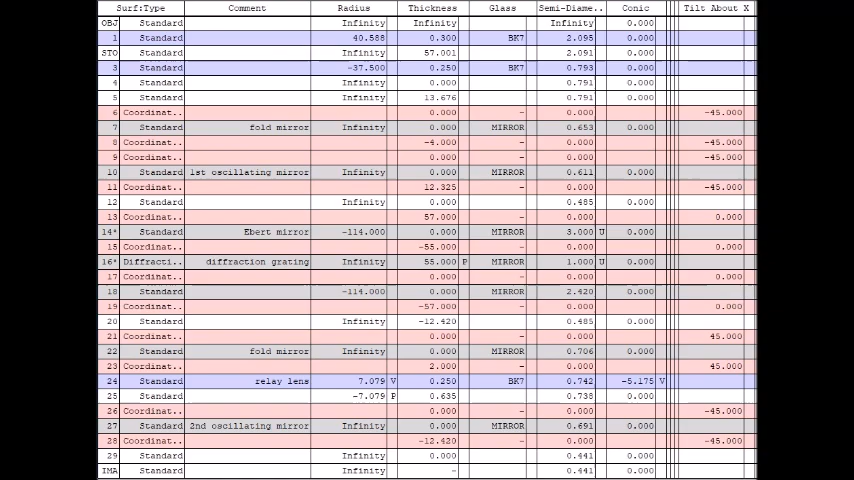 Surf:Type Comment Radius Thickness Glass Semi-Diame.. Conic Tilt About X
OBJ Standard Infinity Infinity Infinity 0.000
1 Standard 40.588 0.300 BK7 2.095 0.000
STO Standard Infinity 57.001 2.091 0.000
3 Standard -37.500 0.250 BK7 0.793 0.000
4 Standard Infinity 0.000 0.791 0.000
5 Standard Infinity 13.676 0.791 0.000
6 Coordinat.. 0.000 - 0.000 -45.000
7 Standard fold mirror Infinity 0.000 MIRROR 0.653 0.000
8 Coordinat.. -4.000 - 0.000 -45.000
9 Coordinat.. 0.000 - 0.000 -45.000
10 Standard 1st oscillating mirror Infinity 0.000 MIRROR 0.611 0.000
11 Coordinat.. 12.325 - 0.000 -45.000
12 Standard Infinity 0.000 0.485 0.000
13 Coordinat.. 57.000 - 0.000 0.000
14* Standard Ebert mirror -114.000 0.000 MIRROR 3.000 U 0.000
15 Coordinat.. -55.000 - 0.000 0.000
16* Diffracti.. diffraction grating Infinity 55.000 P MIRROR 1.000 U 0.000
17 Coordinat.. 0.000 - 0.000 0.000
18 Standard -114.000 0.000 MIRROR 2.420 0.000
19 Coordinat.. -57.000 - 0.000 0.000
20 Standard Infinity -12.420 0.485 0.000
21 Coordinat.. 0.000 - 0.000 45.000
22 Standard fold mirror Infinity 0.000 MIRROR 0.706 0.000
23 Coordinat.. 2.000 - 0.000 45.000
24 Standard relay lens 7.079 V 0.250 BK7 0.742 -5.175 V
25 Standard -7.079 P 0.635 0.738 0.000
26 Coordinat.. 0.000 - 0.000 -45.000
27 Standard 2nd oscillating mirror Infinity 0.000 MIRROR 0.691 0.000
28 Coordinat.. -12.420 - 0.000 -45.000
29 Standard Infinity 0.000 0.441 0.000
IMA Standard Infinity - 0.441 0.000